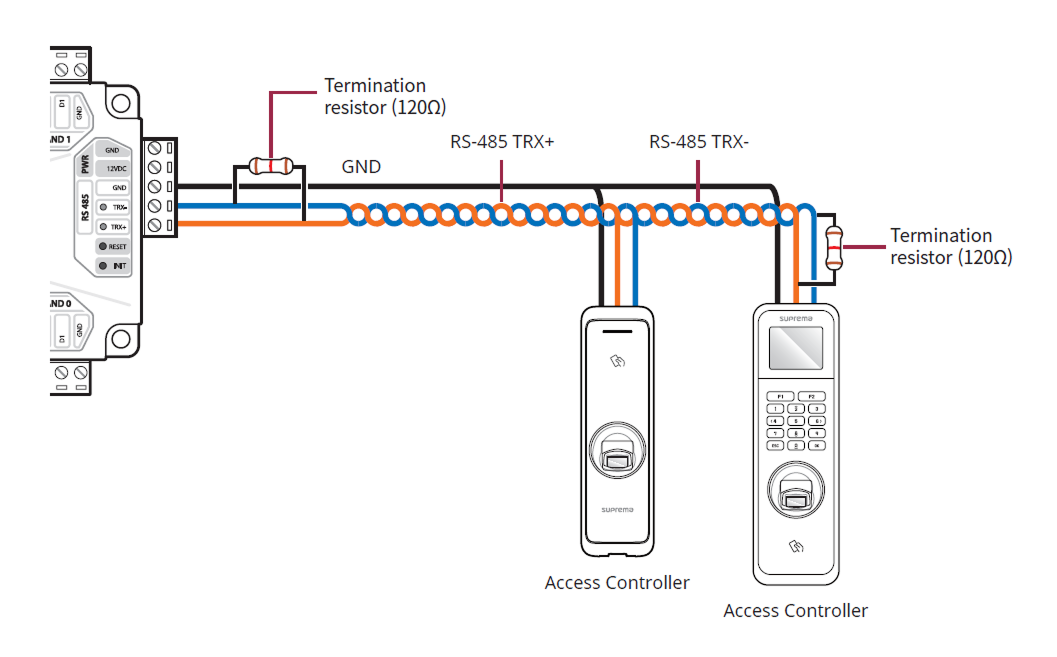 Termination
resistor (120Ω)
RS-485 TRX+
RS-485 TRX-
GND
D1
GND
ND 1
PWR
GND
12VDC
RS 485
GND
TRX-
TRX+
RESET
INIT
ND 0
D1
GND
Termination
resistor (120Ω)
suprema
F1 F2
1 2 3
4 5 6
7 8 9
ESC 0 OK
suprema
Access Controller
Access Controller